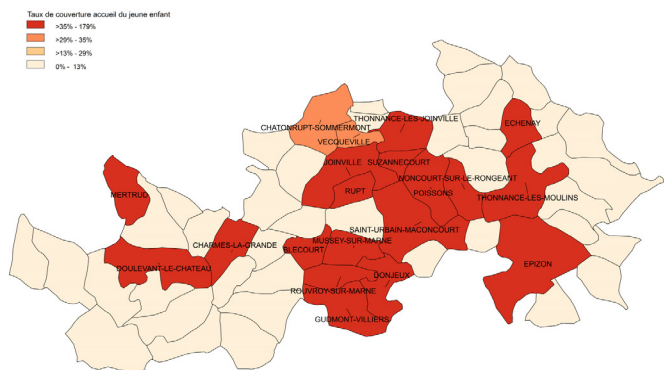 Taux de couverture accueil du jeune enfant
>35% - 179%
>29% - 35%
>13% - 29%
0% - 13%
THONNANCE-LES JOINVILLE
ECHENAY
CHATONRUPT-SOMMERMONT
VECQUEVILLE
JOINVILLE
SUZANNECOURT
NONCOURT-SUR-LE-RONGEANT
MERTRUD
RUPT
POISSONS
THONNANCE-LES-MOULINS
SAINT-URBAIN-MACONCOURT
MUSSEY-SUR-MARNE
CHARMES-LA-GRANDE
BLECOURT
EPIZON
DOULEVANT-LE-CHATEAU
DONJEUX
ROUVROY-SUR-MARNE
GUDMONT-VILLIERS